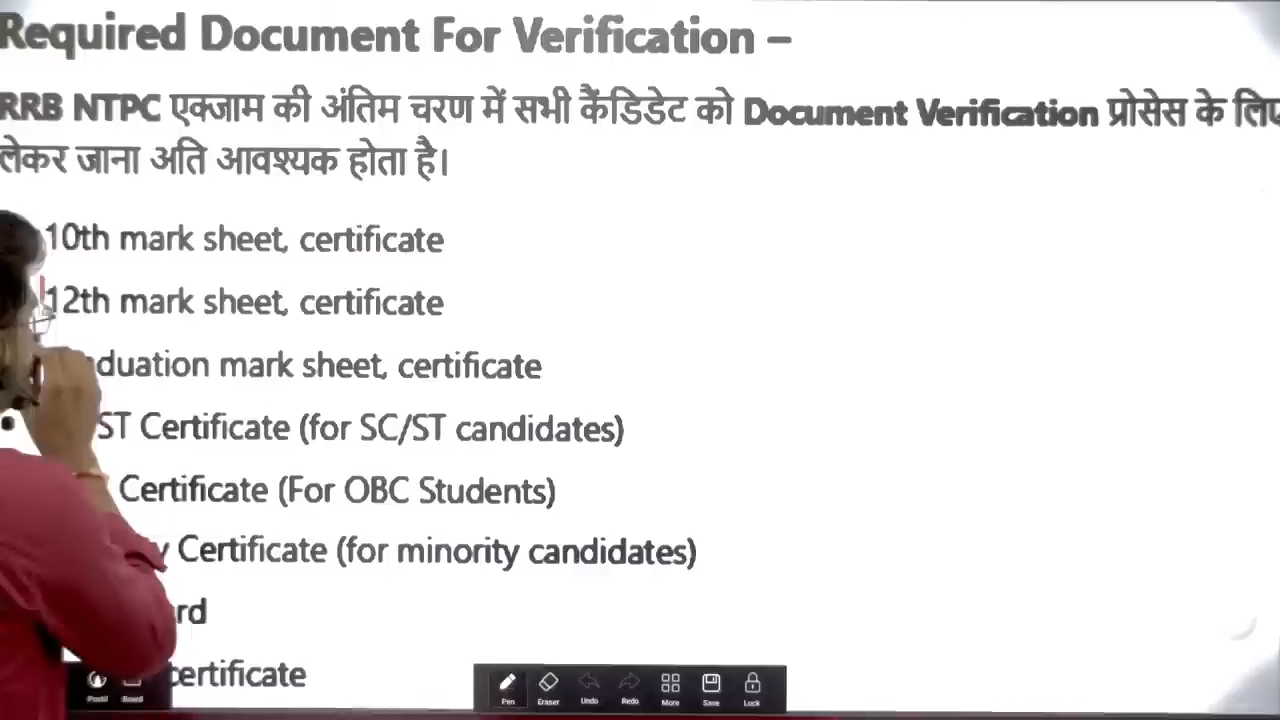 Required Document For Verification –
RRB NTPC एक्जाम की अंतिम चरण में सभी कैंडिडेट को Document Verification प्रोसेस के लिए
लेकर जाना अति आवश्यक होता है।
10th mark sheet, certificate
12th mark sheet, certificate
duation mark sheet, certificate
ST Certificate (for SC/ST candidates)
Certificate (For OBC Students)
y Certificate (for minority candidates)
rd
certificate
Postil Board Pen Eraser Undo Redo More Save Lock